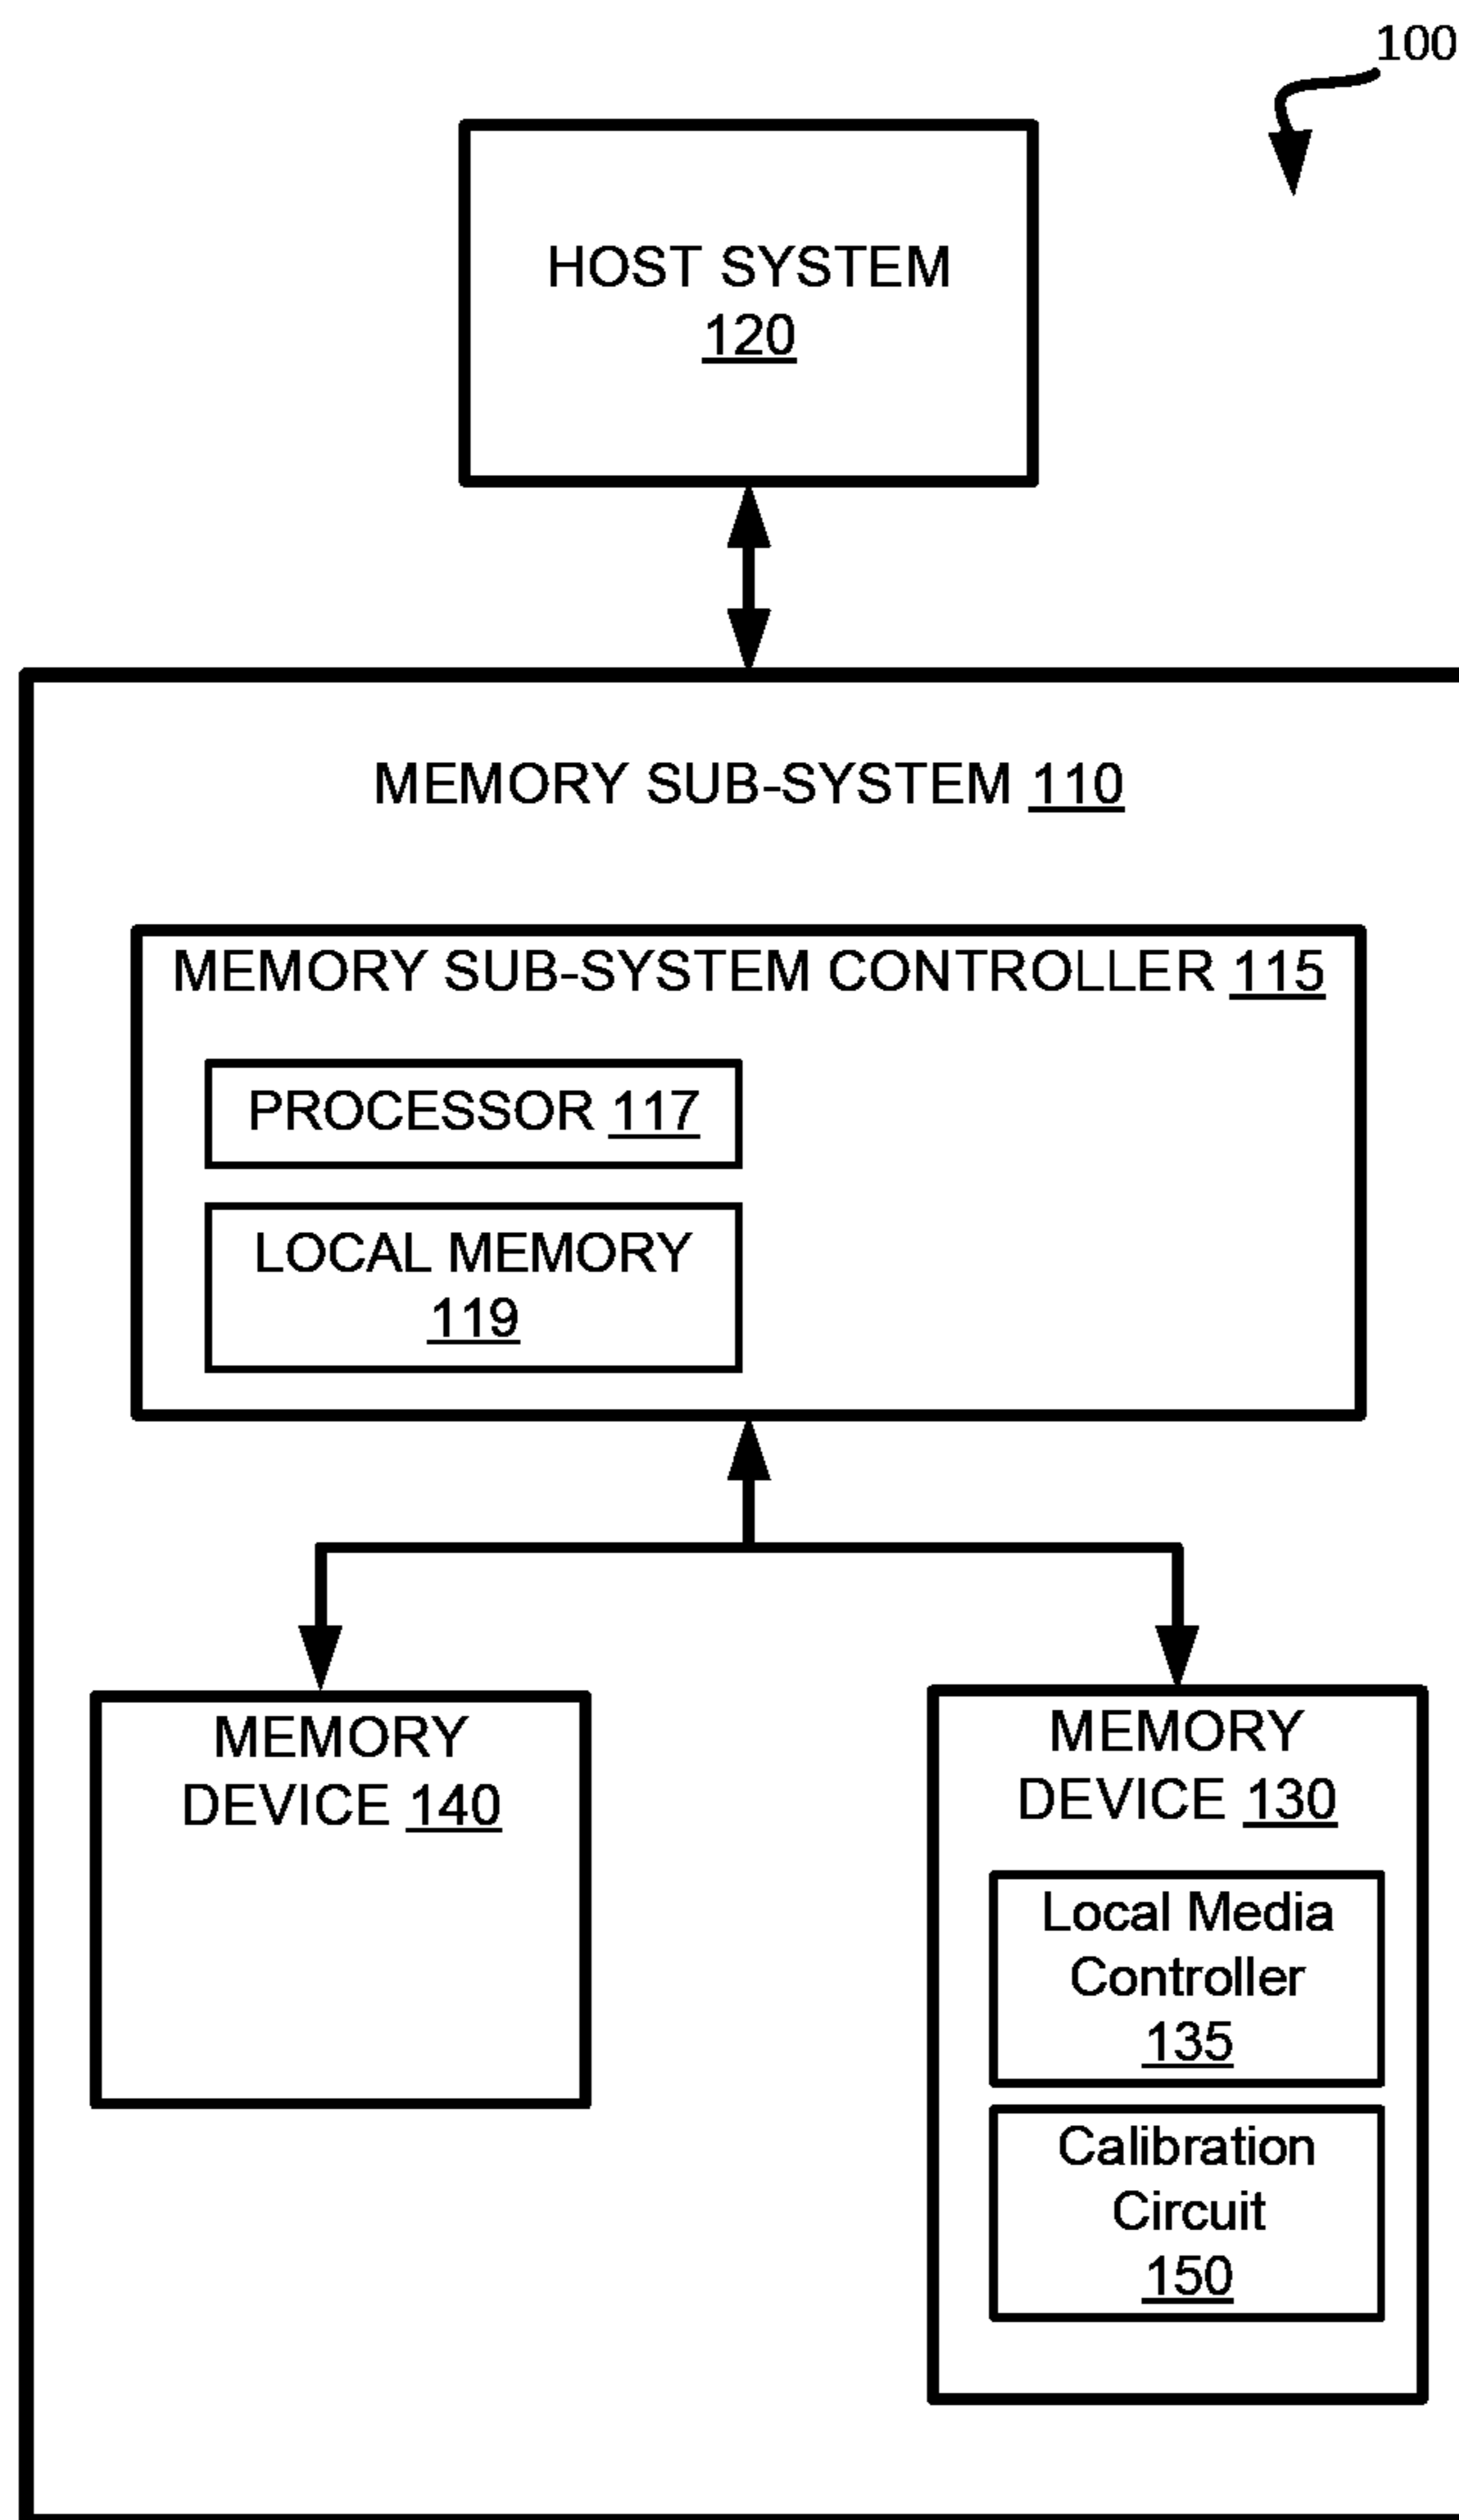 100
HOST SYSTEM
120
MEMORY SUB-SYSTEM 110
MEMORY SUB-SYSTEM CONTROLLER 115
PROCESSOR 117
LOCAL MEMORY
119
MEMORY
DEVICE 140
MEMORY
DEVICE 130
Local Media
Controller
135
Calibration
Circuit
150